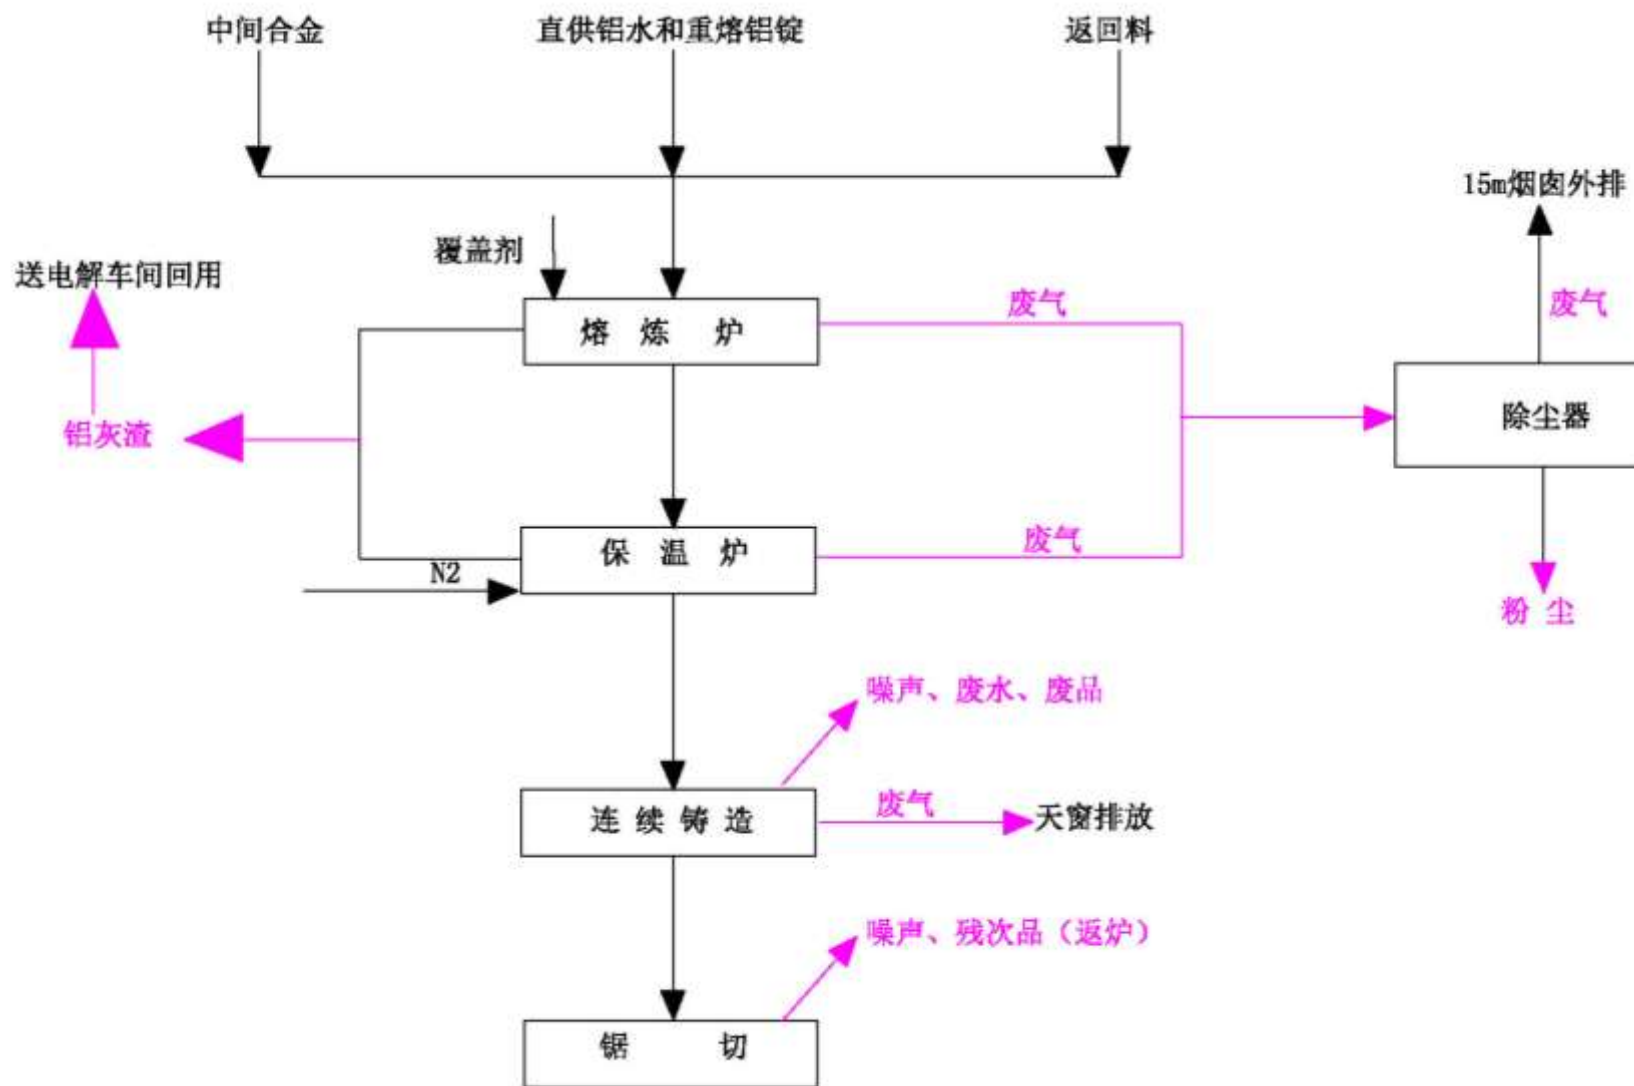 中间合金
直供铝水和重熔铝锭
返回料
15m烟囱外排
覆盖剂
送电解车间回用
废气
废气
熔 炼 炉
除尘器
铝灰渣
废气
保 温 炉
N2
粉 尘
噪声、废水、废品
废气
连 续 铸 造
天窗排放
噪声、残次品（返炉）
锯 切